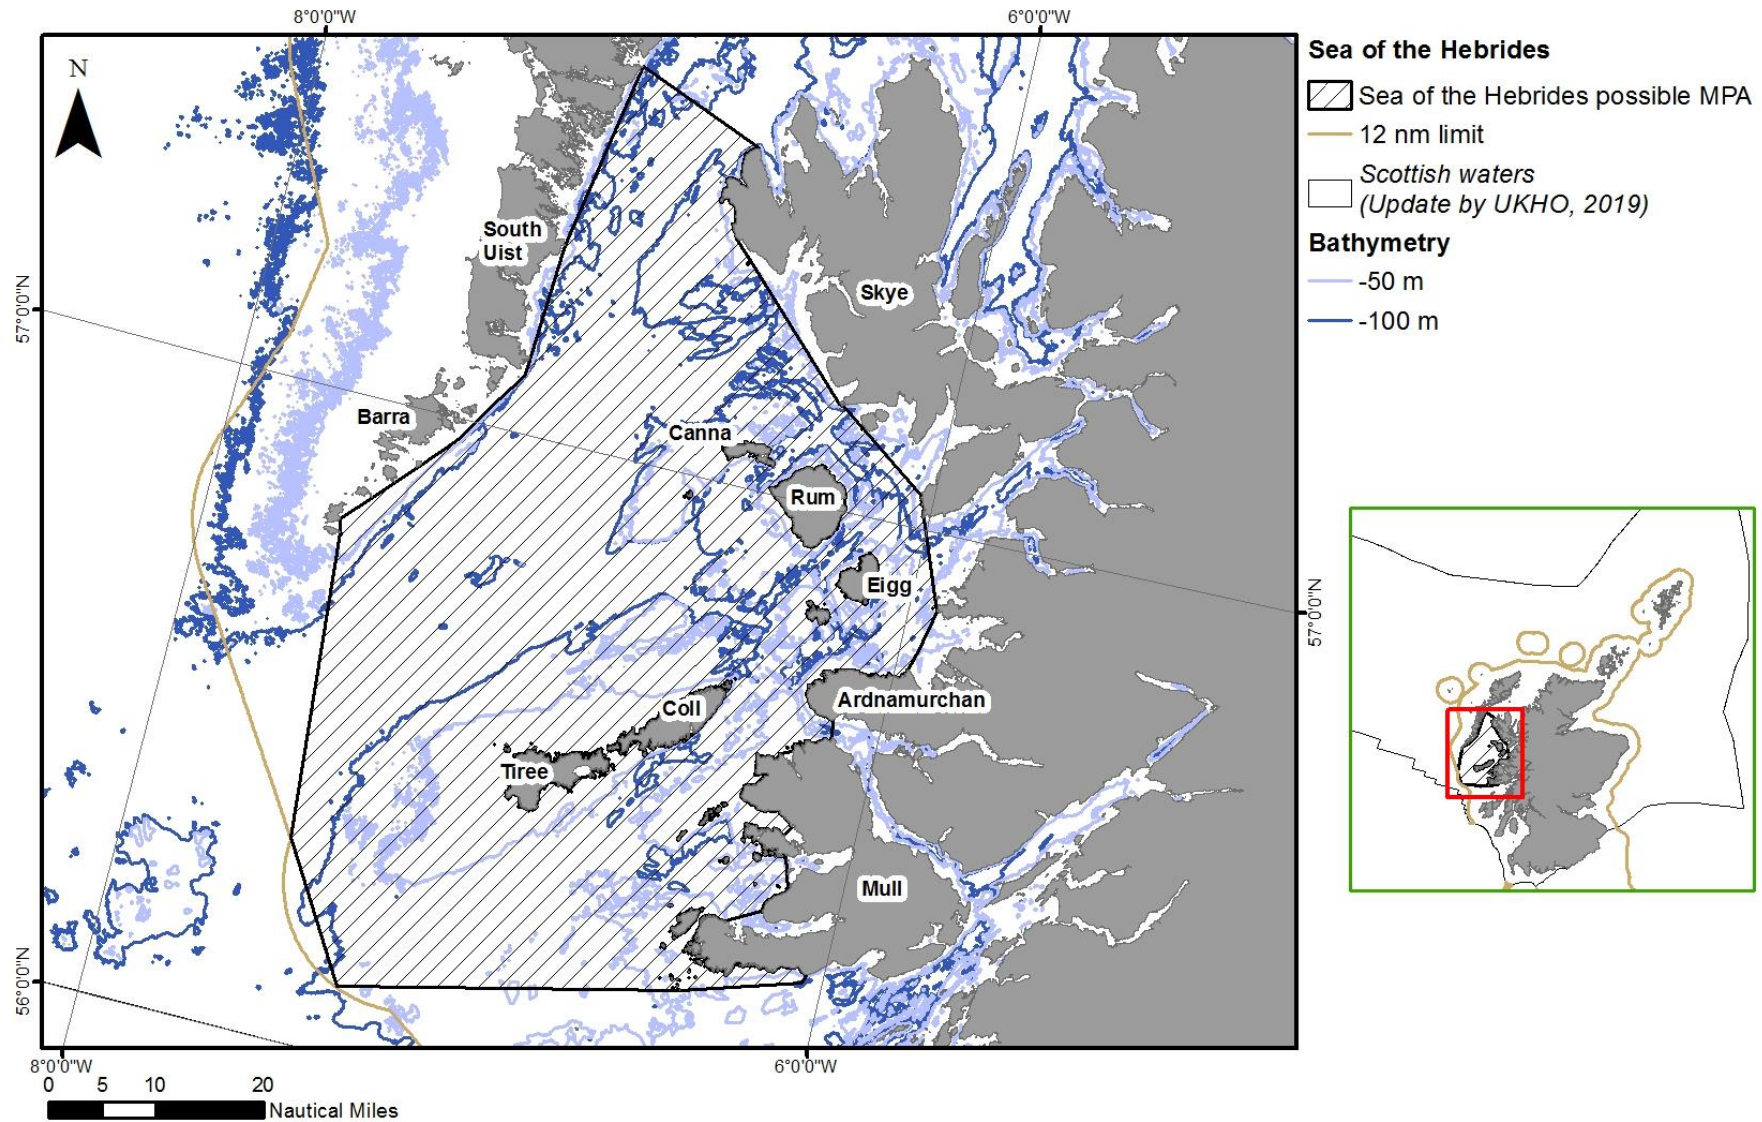 8°0'0"W
6°0'0"W
N
57°0'0"N
South
Uist
Skye
Barra
Canna
Rum
Eigg
57°0'0"N
Ardnamurchan
Coll
Tiree
Mull
56°0'0"N
8°0'0"W
6°0'0"W
0 5 10 20
Nautical Miles
Sea of the Hebrides
Sea of the Hebrides possible MPA
12 nm limit
Scottish waters
(Update by UKHO, 2019)
Bathymetry
-50 m
-100 m